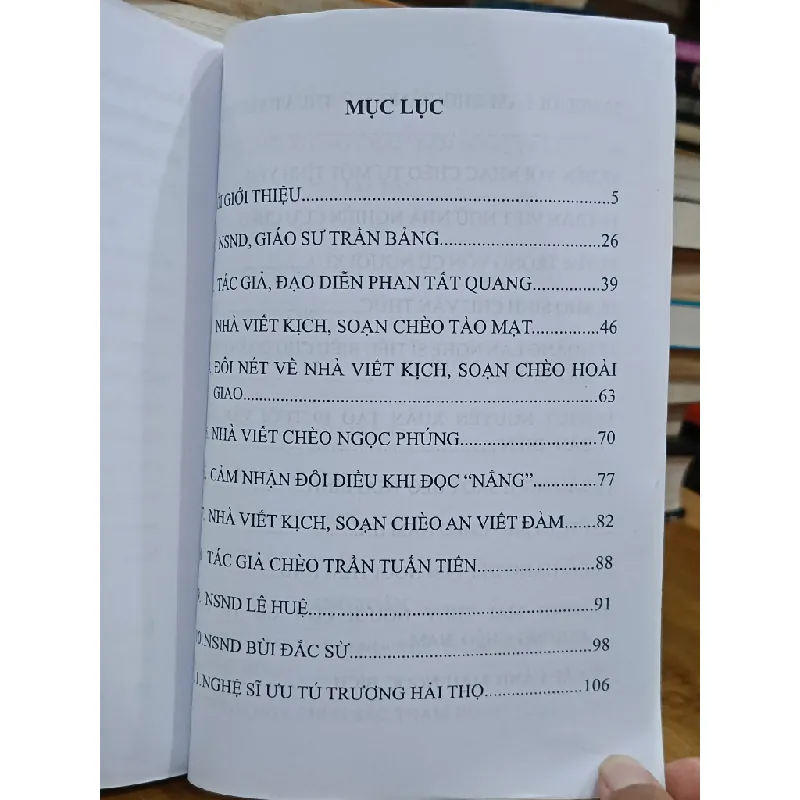 MỤC LỤC
GIỚI THIỆU....................5
NSND, GIÁO SƯ TRẦN BẢNG....................26
TÁC GIẢ, ĐẠO DIỄN PHAN TẤT QUANG....................39
NHÀ VIẾT KỊCH, SOẠN CHÈO TÀO MẠT....................46
ĐÔI NÉT VỀ NHÀ VIẾT KỊCH, SOẠN CHÈO HOÀI
GIAO....................63
NHÀ VIẾT CHÈO NGỌC PHÚNG....................70
. CẢM NHẬN ĐÔI ĐIỀU KHI ĐỌC “NẮNG”....................77
. NHÀ VIẾT KỊCH, SOẠN CHÈO AN VIẾT ĐÀM....................82
TÁC GIẢ CHÈO TRẦN TUẤN TIẾN....................88
. NSND LÊ HUỆ....................91
0.NSND BÙI ĐẮC SỪ....................98
1.NGHỆ SĨ ƯU TÚ TRƯƠNG HẢI THỌ....................106